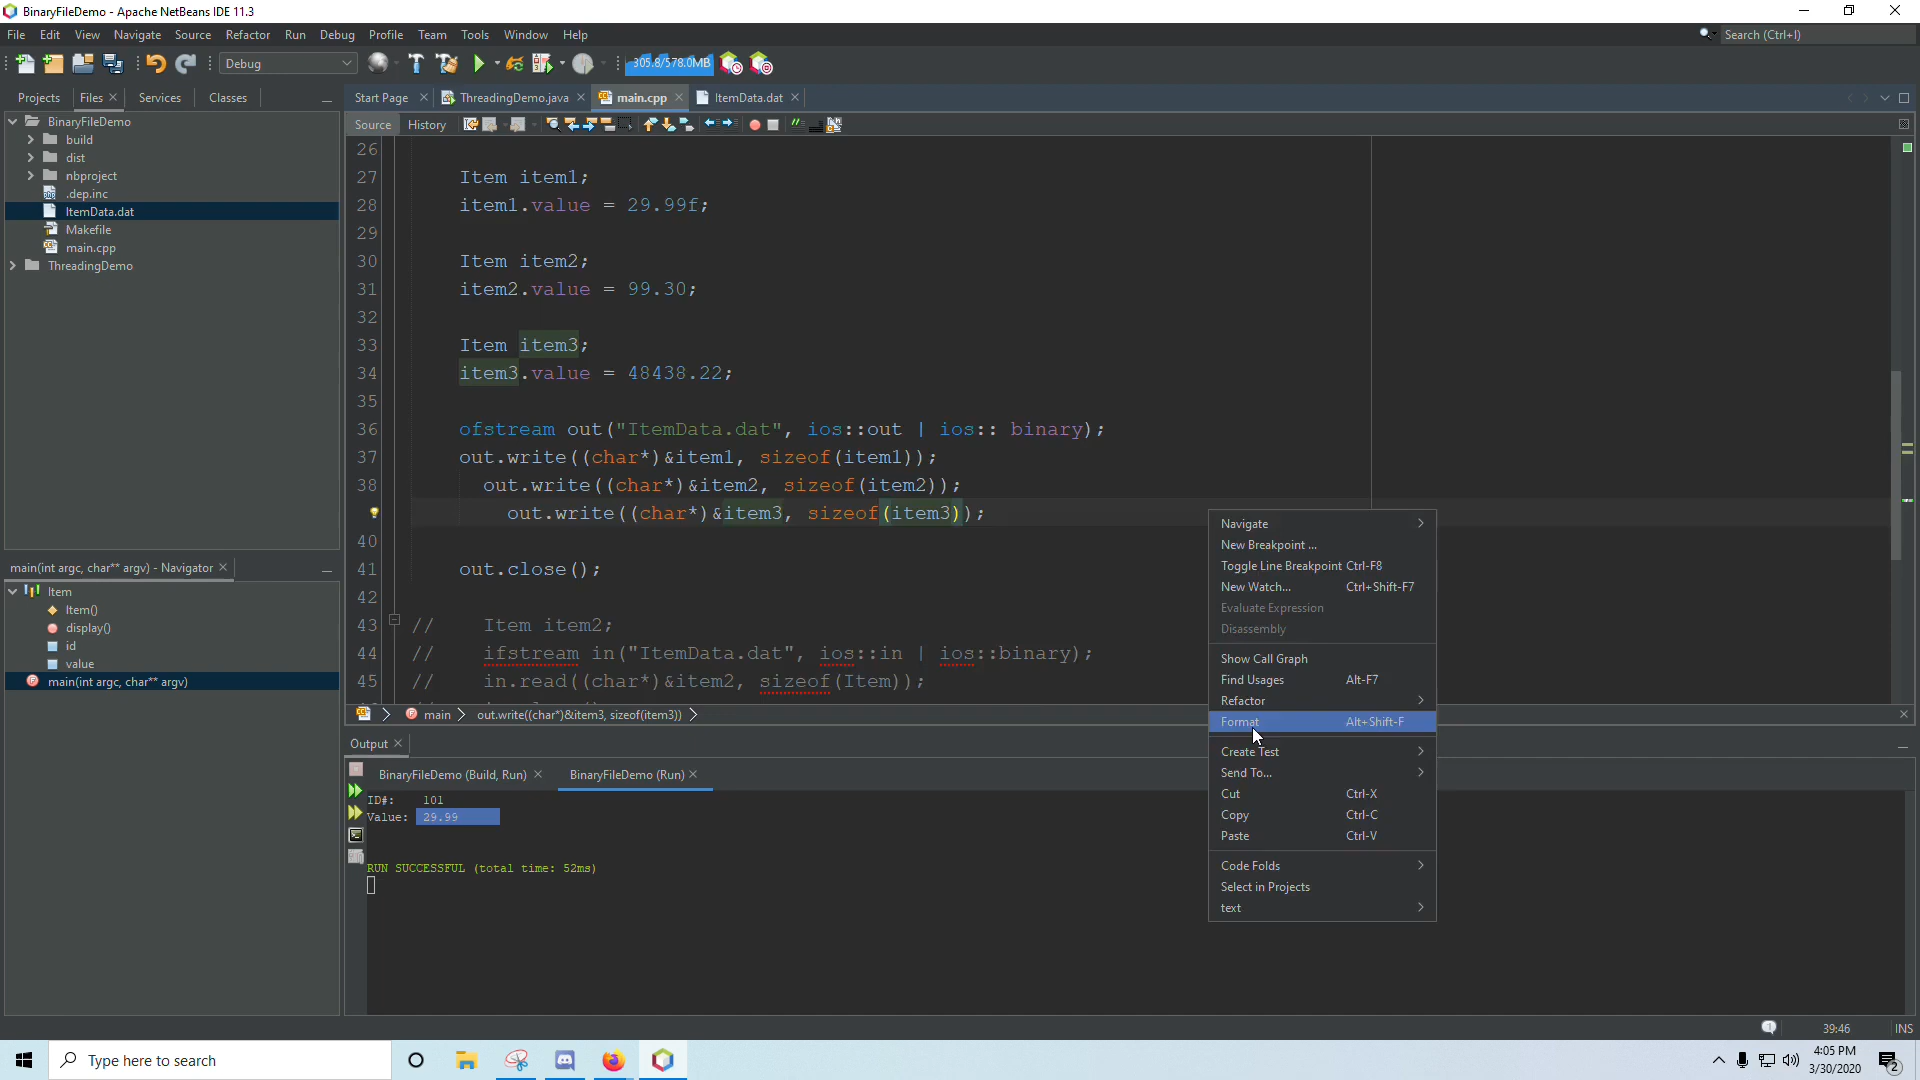 BinaryFileDemo - Apache NetBeans IDE 11.3
File Edit View Navigate Source Refactor Run Debug Profile Team Tools Window Help
Search (Ctrl+I)
Debug
305.8/578.0MB
Projects Files Services Classes
Start Page ThreadingDemo.java main.cpp ItemData.dat
BinaryFileDemo
build
dist
nbproject
.dep.inc
ItemData.dat
Makefile
main.cpp
ThreadingDemo
Source History
26
27 Item item1;
28 item1.value = 29.99f;
29
30 Item item2;
31 item2.value = 99.30;
32
33 Item item3;
34 item3.value = 48438.22;
35
36 ofstream out("ItemData.dat", ios::out | ios:: binary);
37 out.write((char*)&item1, sizeof(item1));
38 out.write((char*)&item2, sizeof(item2));
out.write((char*)&item3, sizeof(item3));
40
41 out.close();
42
43 // Item item2;
44 // ifstream in("ItemData.dat", ios::in | ios::binary);
45 // in.read((char*)&item2, sizeof(Item));
main out.write((char*)&item3, sizeof(item3))
main(int argc, char** argv) - Navigator
Item
Item()
display()
id
value
main(int argc, char** argv)
Navigate
New Breakpoint ...
Toggle Line Breakpoint Ctrl-F8
New Watch... Ctrl+Shift-F7
Evaluate Expression
Disassembly
Show Call Graph
Find Usages Alt-F7
Refactor
Format Alt+Shift-F
Create Test
Send To...
Cut Ctrl-X
Copy Ctrl-C
Paste Ctrl-V
Code Folds
Select in Projects
text
Output
BinaryFileDemo (Build, Run) BinaryFileDemo (Run)
ID#: 101
Value: 29.99
RUN SUCCESSFUL (total time: 52ms)
1 39:46 INS
Type here to search
4:05 PM
3/30/2020
2